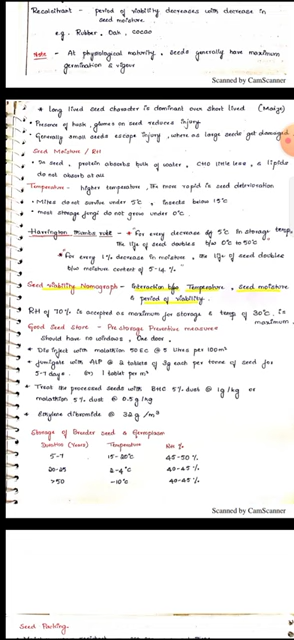 Recalcitrant - period of viability decreases with decrease in
seed moisture
e.g: Rubber, Oak, cocao
Note - At physiological maturity, seeds generally have maximum
germination & vigour
Scanned by CamScanner
* long lived seed character is dominant over short lived (Maize)
• Presence of husk, glumes on seed reduces injury.
• Generally small seeds escape injury, where as large seeds get damaged
Seed Moisture / RH
• In seed, protein absorbs bulk of water, CHO little less, & lipids
do not absorb at all
Temperature - higher temperature, the more rapid is seed deterioration
• Mites do not survive under 5°C, insects below 15°C
• most storage fungi do not grow under 0°C.
• Harrington thumbs rule - * For every decrease of 5°C in storage temp,
the life of seed doubles b/w 0°C to 50°C
* For every 1% decrease in moisture, the life of seed doubles
b/w moisture content of 5-14 %.
• Seed viability Nomograph - Interaction b/w Temperature, seed moisture
& period of viability.
RH of 70%. is accepted as maximum for storage & temp of 30°C is
maximum.
Good Seed Store - Pre storage Preventive measure
Should have no windows, One door.
• Dis infect with malathion 50 EC @ 5 litres per 100m²
• fumigate with ALP @ 2 tablets of 3g each per tonne of seed for
5-7 days. (or) 1 tablet per m³
• Treat the processed seeds with BHC 5% dust @ 1g/kg or
malathion 5% dust @ 0.5g/kg
• Ethylene dibromide @ 32g/m³
Storage of Breeder seed & Germplasm
Duration (Years) Temperature RH %
5-7 15-20°C 45-50 %.
20-25 2-4°C 40-45 %.
>50 -10°C 40-45 %.
Scanned by CamScanner
Seed Packing.